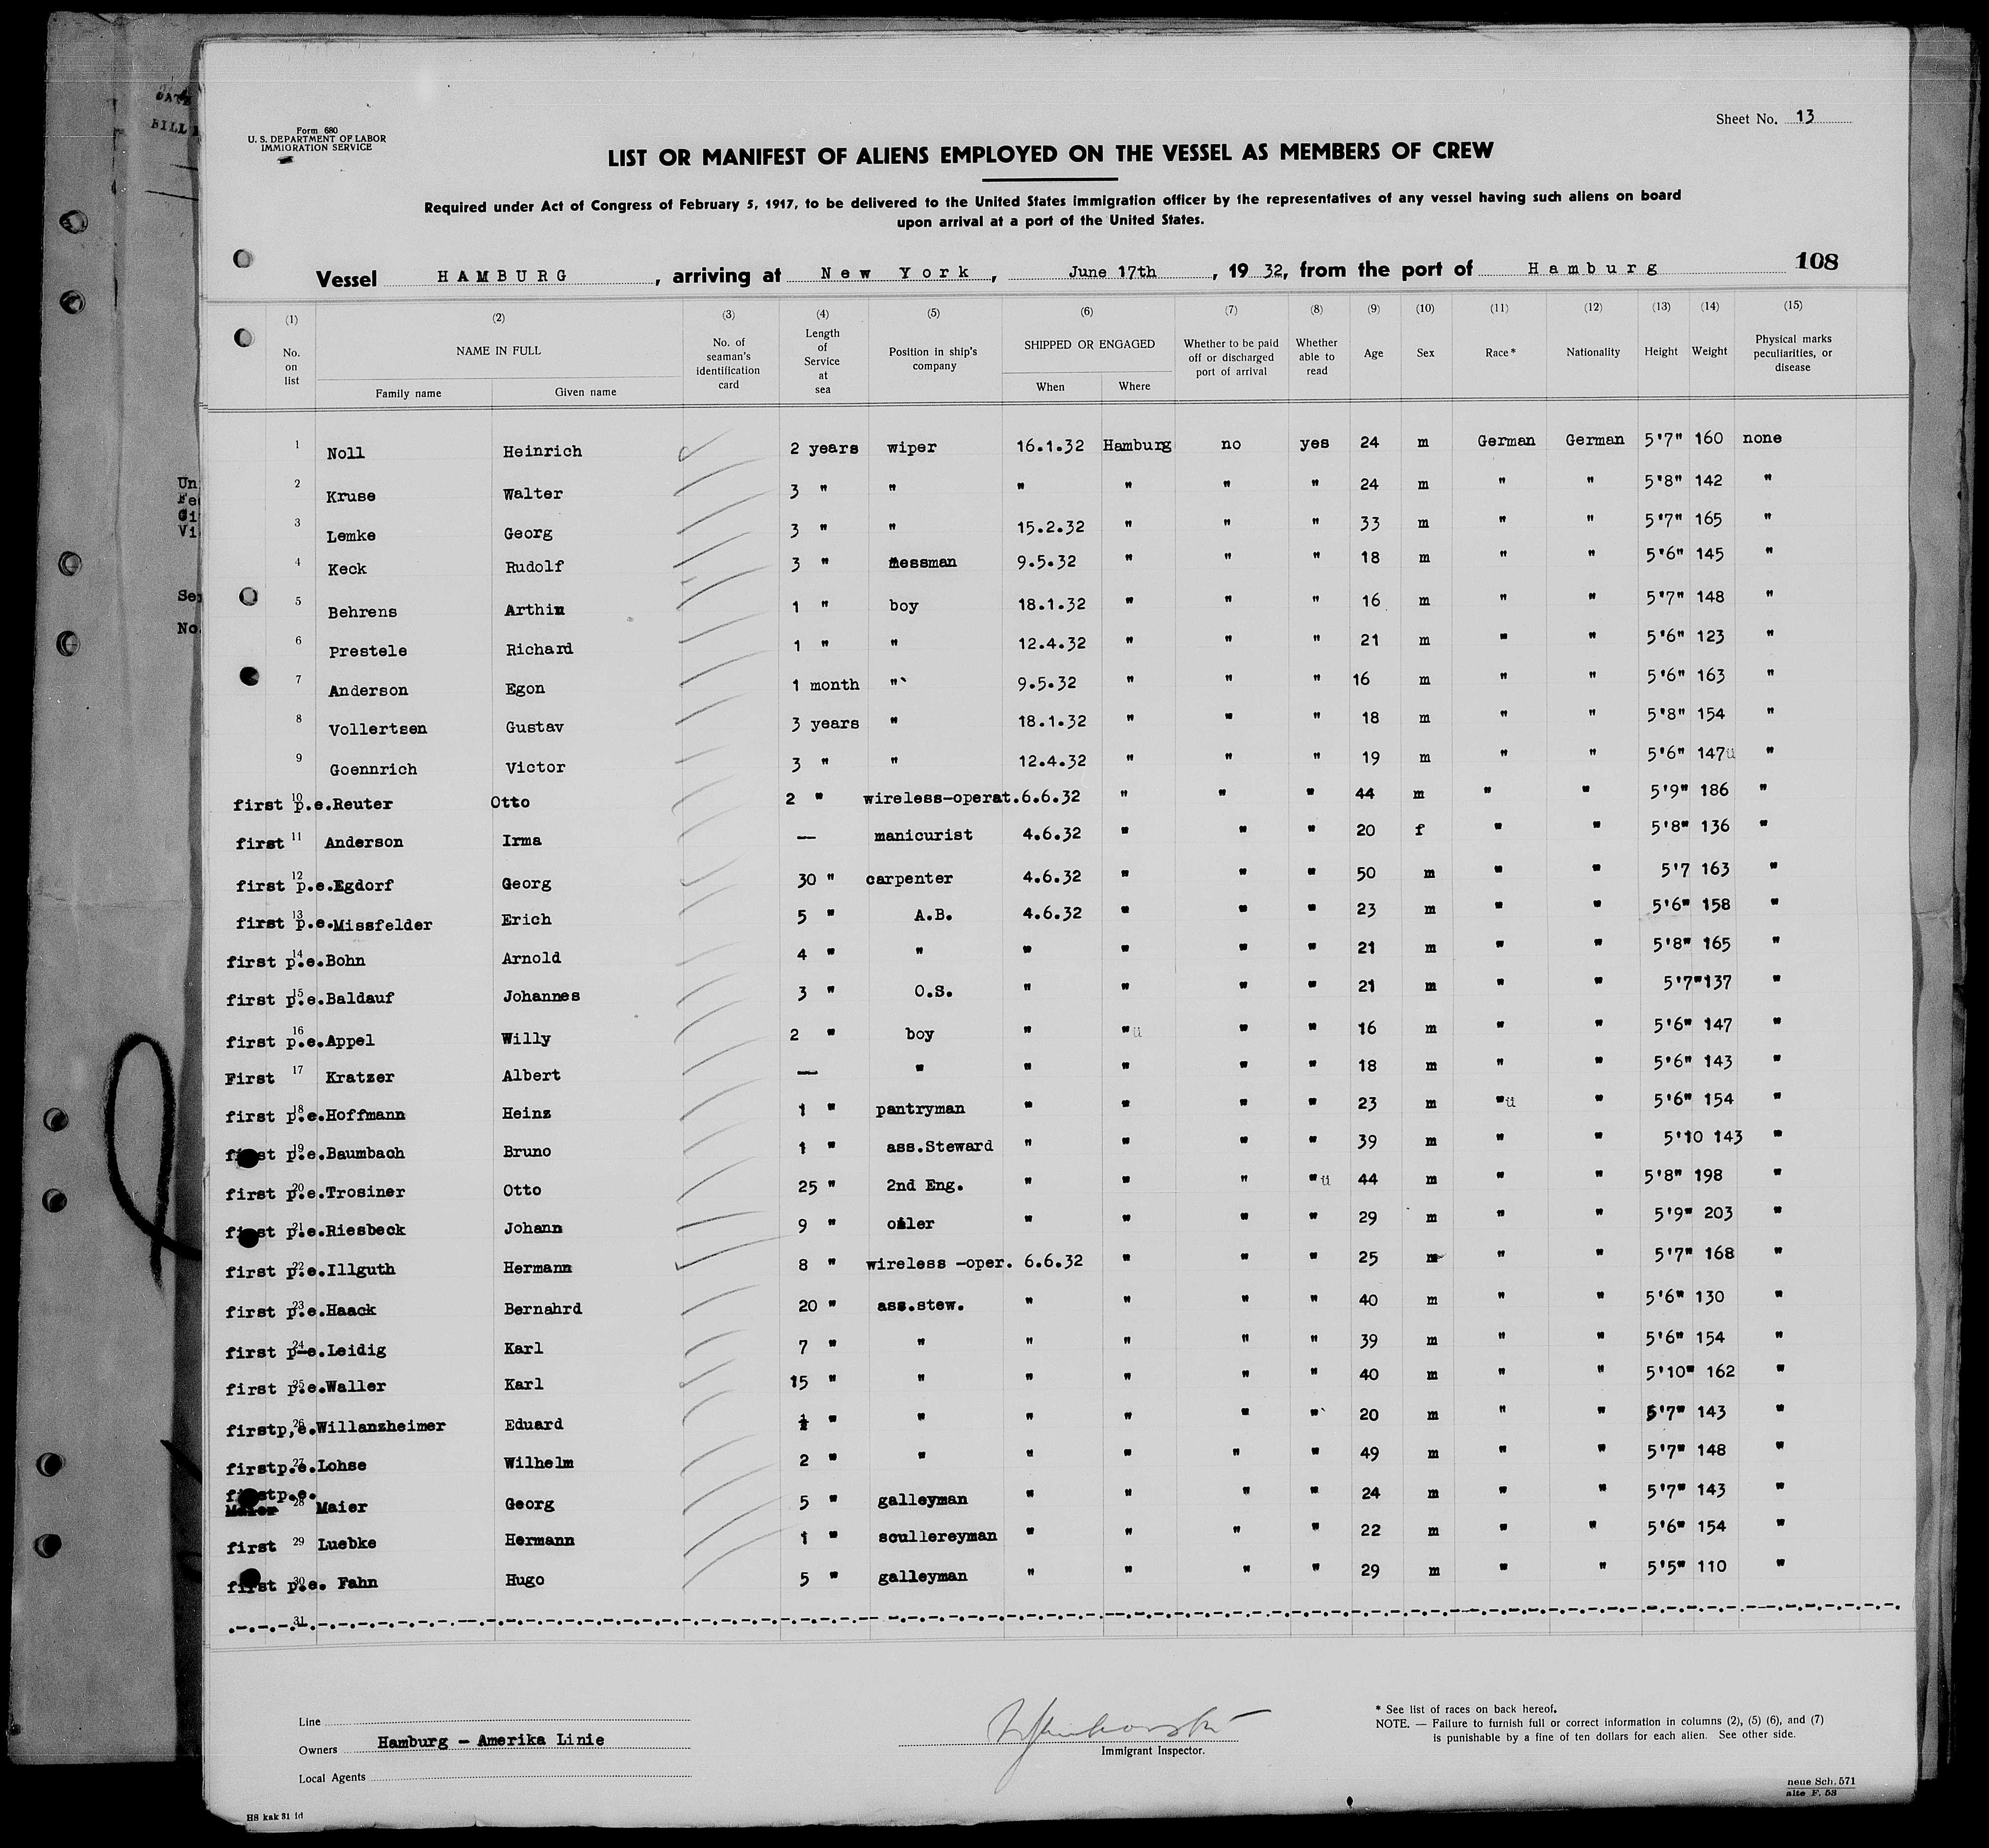 DATE
BILL
Form 680
U. S. DEPARTMENT OF LABOR
IMMIGRATION SERVICE
Sheet No. 13
LIST OR MANIFEST OF ALIENS EMPLOYED ON THE VESSEL AS MEMBERS OF CREW
Required under Act of Congress of February 5, 1917, to be delivered to the United States immigration officer by the representatives of any vessel having such aliens on board
upon arrival at a port of the United States.
Vessel HAMBURG, arriving at New York, June 17th, 1932, from the port of Hamburg 108
(1) (2) (3) (4) (5) (6) (7) (8) (9) (10) (11) (12) (13) (14) (15)
No. on list NAME IN FULL Family name Given name No. of seaman's identification card Length of Service at sea Position in ship's company SHIPPED OR ENGAGED When Where Whether to be paid off or discharged port of arrival Whether able to read Age Sex Race* Nationality Height Weight Physical marks peculiarities, or disease
1 Noll Heinrich 2 years wiper 16.1.32 Hamburg no yes 24 m German German 5'7" 160 none
2 Kruse Walter 3 " " " " " " 24 m " " 5'8" 142 "
3 Lemke Georg 3 " " 15.2.32 " " " 33 m " " 5'7" 165 "
4 Keck Rudolf 3 " messman 9.5.32 " " " 18 m " " 5'6" 145 "
5 Behrens Arthin 1 " boy 18.1.32 " " " 16 m " " 5'7" 148 "
6 Prestele Richard 1 " " 12.4.32 " " " 21 m " " 5'6" 123 "
7 Anderson Egon 1 month " 9.5.32 " " " 16 m " " 5'6" 163 "
8 Vollertsen Gustav 3 years " 18.1.32 " " " 18 m " " 5'8" 154 "
9 Goennrich Victor 3 " " 12.4.32 " " " 19 m " " 5'6" 147 "
first p.e. 10 Reuter Otto 2 " wireless-operat. 6.6.32 " " " 44 m " " 5'9" 186 "
first 11 Anderson Irma — manicurist 4.6.32 " " " 20 f " " 5'8" 136 "
first p.e. 12 Egdorf Georg 30 " carpenter 4.6.32 " " " 50 m " " 5'7 163 "
first p.e. 13 Missfelder Erich 5 " A.B. 4.6.32 " " " 23 m " " 5'6" 158 "
first p.e. 14 Bohn Arnold 4 " " " " " " 21 m " " 5'8" 165 "
first p.e. 15 Baldauf Johannes 3 " O.S. " " " " 21 m " " 5'7" 137 "
first p.e. 16 Appel Willy 2 " boy " " " " 16 m " " 5'6" 147 "
First 17 Kratzer Albert — " " " " " 18 m " " 5'6" 143 "
first p.e. 18 Hoffmann Heinz 1 " pantryman " " " " 23 m " " 5'6" 154 "
first p.e. 19 Baumbach Bruno 1 " ass.Steward " " " " 39 m " " 5'10 143 "
first p.e. 20 Trosiner Otto 25 " 2nd Eng. " " " " 44 m " " 5'8" 198 "
first p.e. 21 Riesbeck Johann 9 " oiler " " " " 29 m " " 5'9" 203 "
first p.e. 22 Illguth Hermann 8 " wireless -oper. 6.6.32 " " " 25 m " " 5'7" 168 "
first p.e. 23 Haack Bernahrd 20 " ass.stew. " " " " 40 m " " 5'6" 130 "
first p.e. 24 Leidig Karl 7 " " " " " " 39 m " " 5'6" 154 "
first p.e. 25 Waller Karl 15 " " " " " " 40 m " " 5'10" 162 "
firstp,e. 26 Willanzheimer Eduard " " " " " " 20 m " " 5'7" 143 "
firstp.e. 27 Lohse Wilhelm 2 " " " " " " 49 m " " 5'7" 148 "
firstp.e.
Maier 28 Maier Georg 5 " galleyman " " " " 24 m " " 5'7" 143 "
first 29 Luebke Hermann 1 " scullereyman " " " " 22 m " " 5'6" 154 "
first p.e. 30 Fahn Hugo 5 " galleyman " " " " 29 m " " 5'5" 110 "
31
Line
Owners Hamburg - Amerika Linie
Local Agents
Immigrant Inspector.
* See list of races on back hereof.
NOTE. — Failure to furnish full or correct information in columns (2), (5) (6), and (7)
is punishable by a fine of ten dollars for each alien. See other side.
neue Sch. 571
alte F. 58
HS kak 31 1d